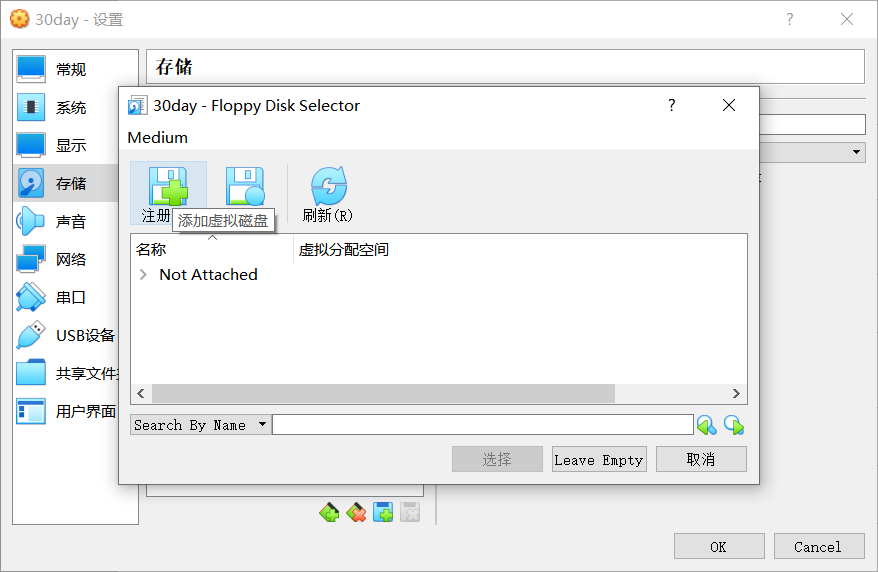 30day - 设置
常规
系统
显示
存储
声音
网络
串口
USB设备
共享文件
用户界面
存储
30day - Floppy Disk Selector
Medium
注册
添加虚拟磁盘
刷新(R)
名称
虚拟分配空间
Not Attached
Search By Name
选择
Leave Empty
取消
OK
Cancel